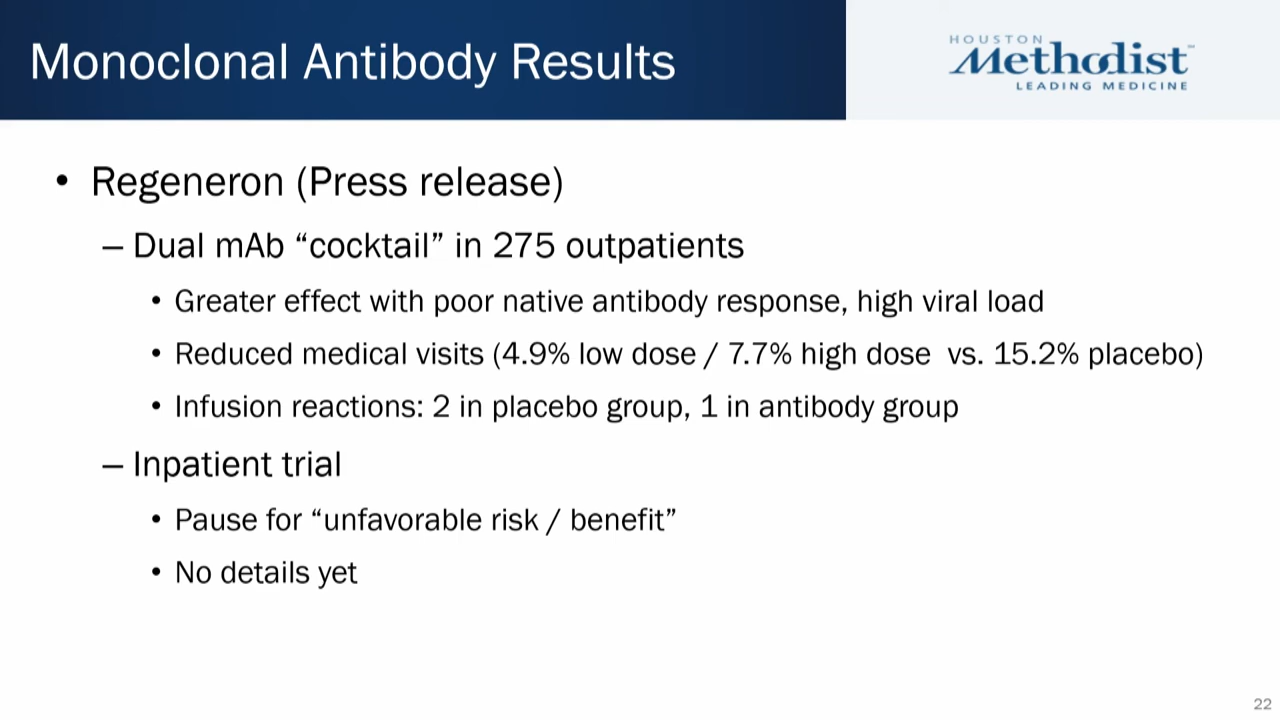 Monoclonal Antibody Results
HOUSTON
Methodist™
LEADING MEDICINE
• Regeneron (Press release)
– Dual mAb “cocktail” in 275 outpatients
• Greater effect with poor native antibody response, high viral load
• Reduced medical visits (4.9% low dose / 7.7% high dose  vs. 15.2% placebo)
• Infusion reactions: 2 in placebo group, 1 in antibody group
– Inpatient trial
• Pause for “unfavorable risk / benefit”
• No details yet
22